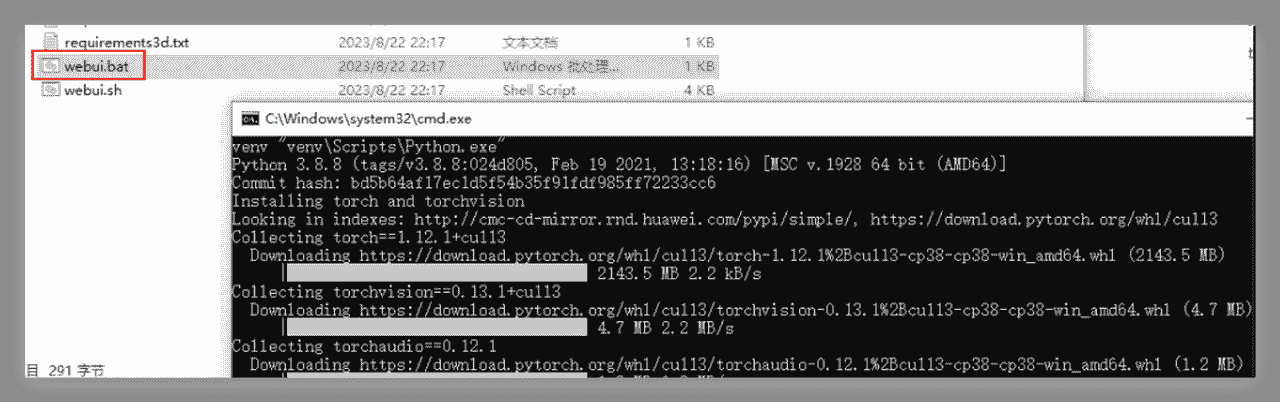 requirements3d.txt 2023/8/22 22:17 文本文档 1 KB
webui.bat 2023/8/22 22:17 Windows 批处理... 1 KB
webui.sh 2023/8/22 22:17 Shell Script 4 KB
C:\Windows\system32\cmd.exe
venv "venv\Scripts\Python.exe"
Python 3.8.8 (tags/v3.8.8:024d805, Feb 19 2021, 13:18:16) [MSC v.1928 64 bit (AMD64)]
Commit hash: bd5b64af17ec1d5f54b35f91fdf985ff72233cc6
Installing torch and torchvision
Looking in indexes: http://cmc-cd-mirror.rnd.huawei.com/pypi/simple/, https://download.pytorch.org/whl/cu113
Collecting torch==1.12.1+cu113
Downloading https://download.pytorch.org/whl/cu113/torch-1.12.1%2Bcu113-cp38-cp38-win_amd64.whl (2143.5 MB)
2143.5 MB 2.2 kB/s
Collecting torchvision==0.13.1+cu113
Downloading https://download.pytorch.org/whl/cu113/torchvision-0.13.1%2Bcu113-cp38-cp38-win_amd64.whl (4.7 MB)
4.7 MB 2.2 MB/s
Collecting torchaudio==0.12.1
Downloading https://download.pytorch.org/whl/cu113/torchaudio-0.12.1%2Bcu113-cp38-cp38-win_amd64.whl (1.2 MB)
目 291 字节